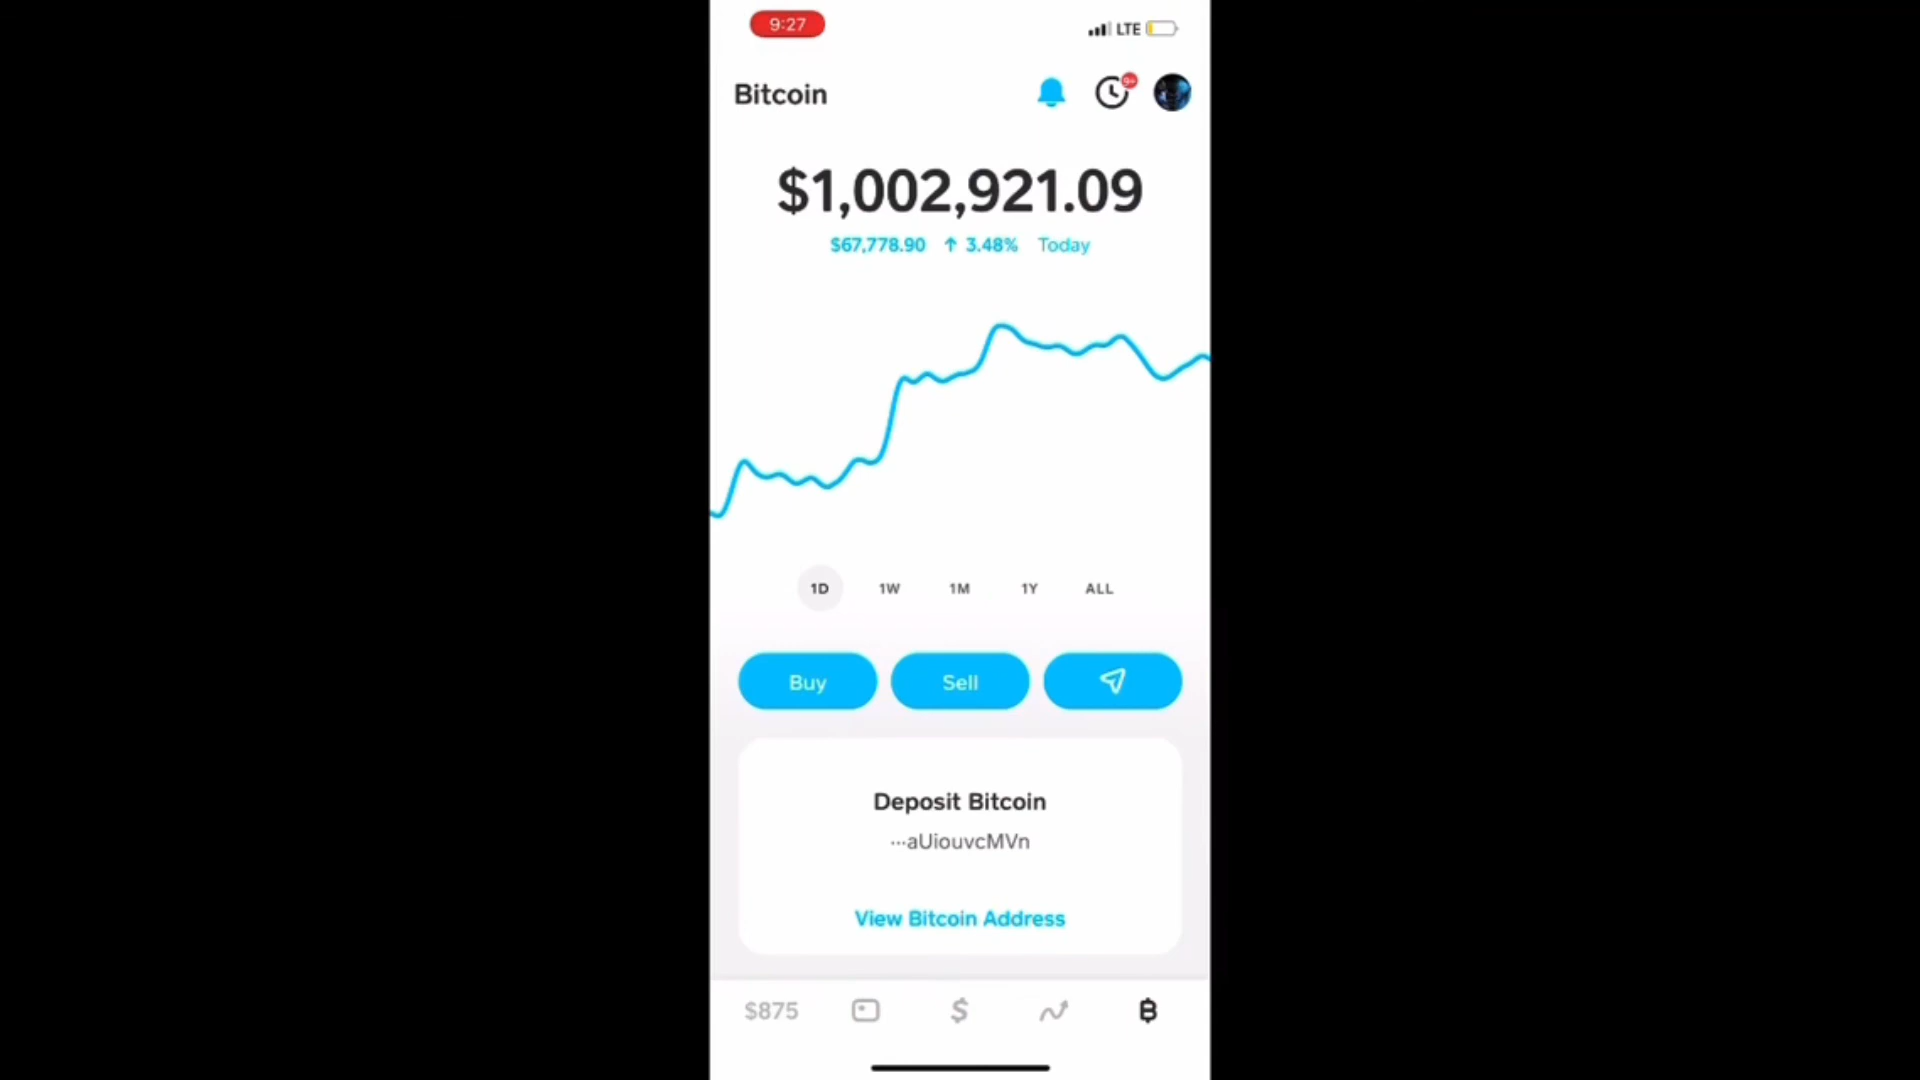 9:27 LTE
Bitcoin 9+
$1,002,921.09
$67,778.90 ↑ 3.48% Today
1D 1W 1M 1Y ALL
Buy Sell
Deposit Bitcoin
···aUiouvcMVn
View Bitcoin Address
$875 $ ₿